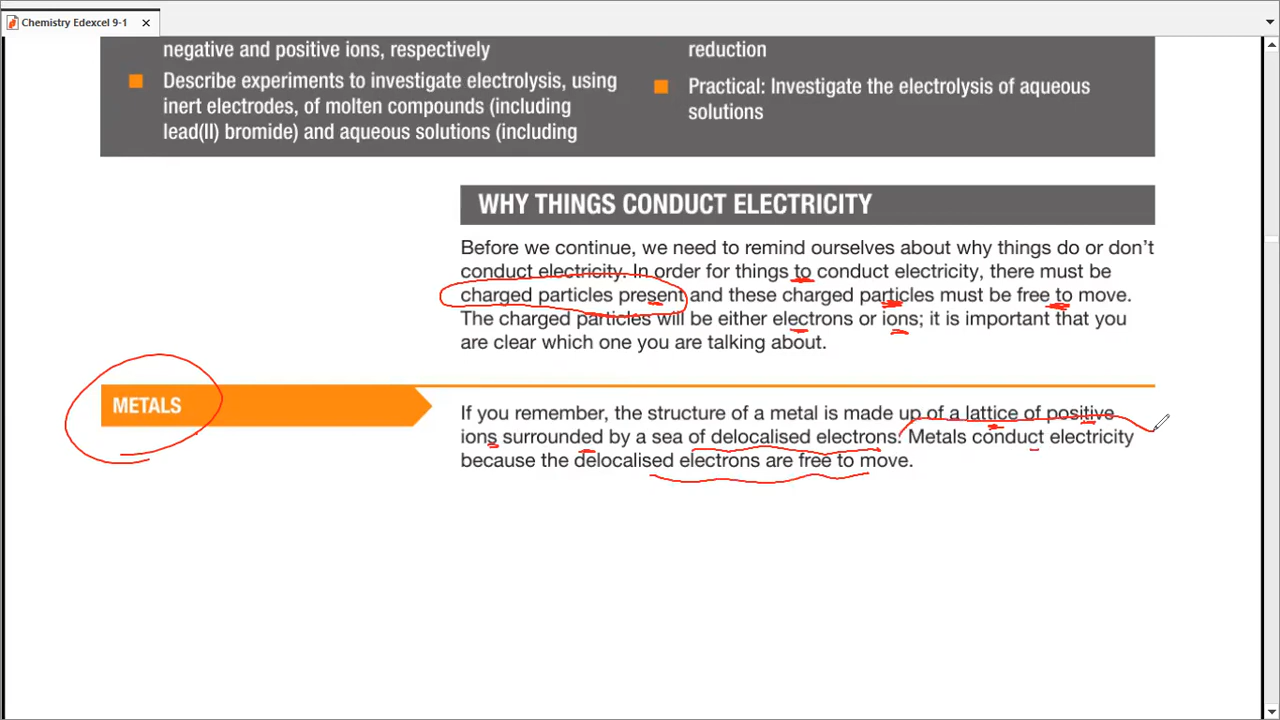 Chemistry Edexcel 9-1
negative and positive ions, respectively
Describe experiments to investigate electrolysis, using
inert electrodes, of molten compounds (including
lead(II) bromide) and aqueous solutions (including
reduction
Practical: Investigate the electrolysis of aqueous
solutions
WHY THINGS CONDUCT ELECTRICITY
Before we continue, we need to remind ourselves about why things do or don't
conduct electricity. In order for things to conduct electricity, there must be
charged particles present and these charged particles must be free to move.
The charged particles will be either electrons or ions; it is important that you
are clear which one you are talking about.
METALS
If you remember, the structure of a metal is made up of a lattice of positive
ions surrounded by a sea of delocalised electrons. Metals conduct electricity
because the delocalised electrons are free to move.